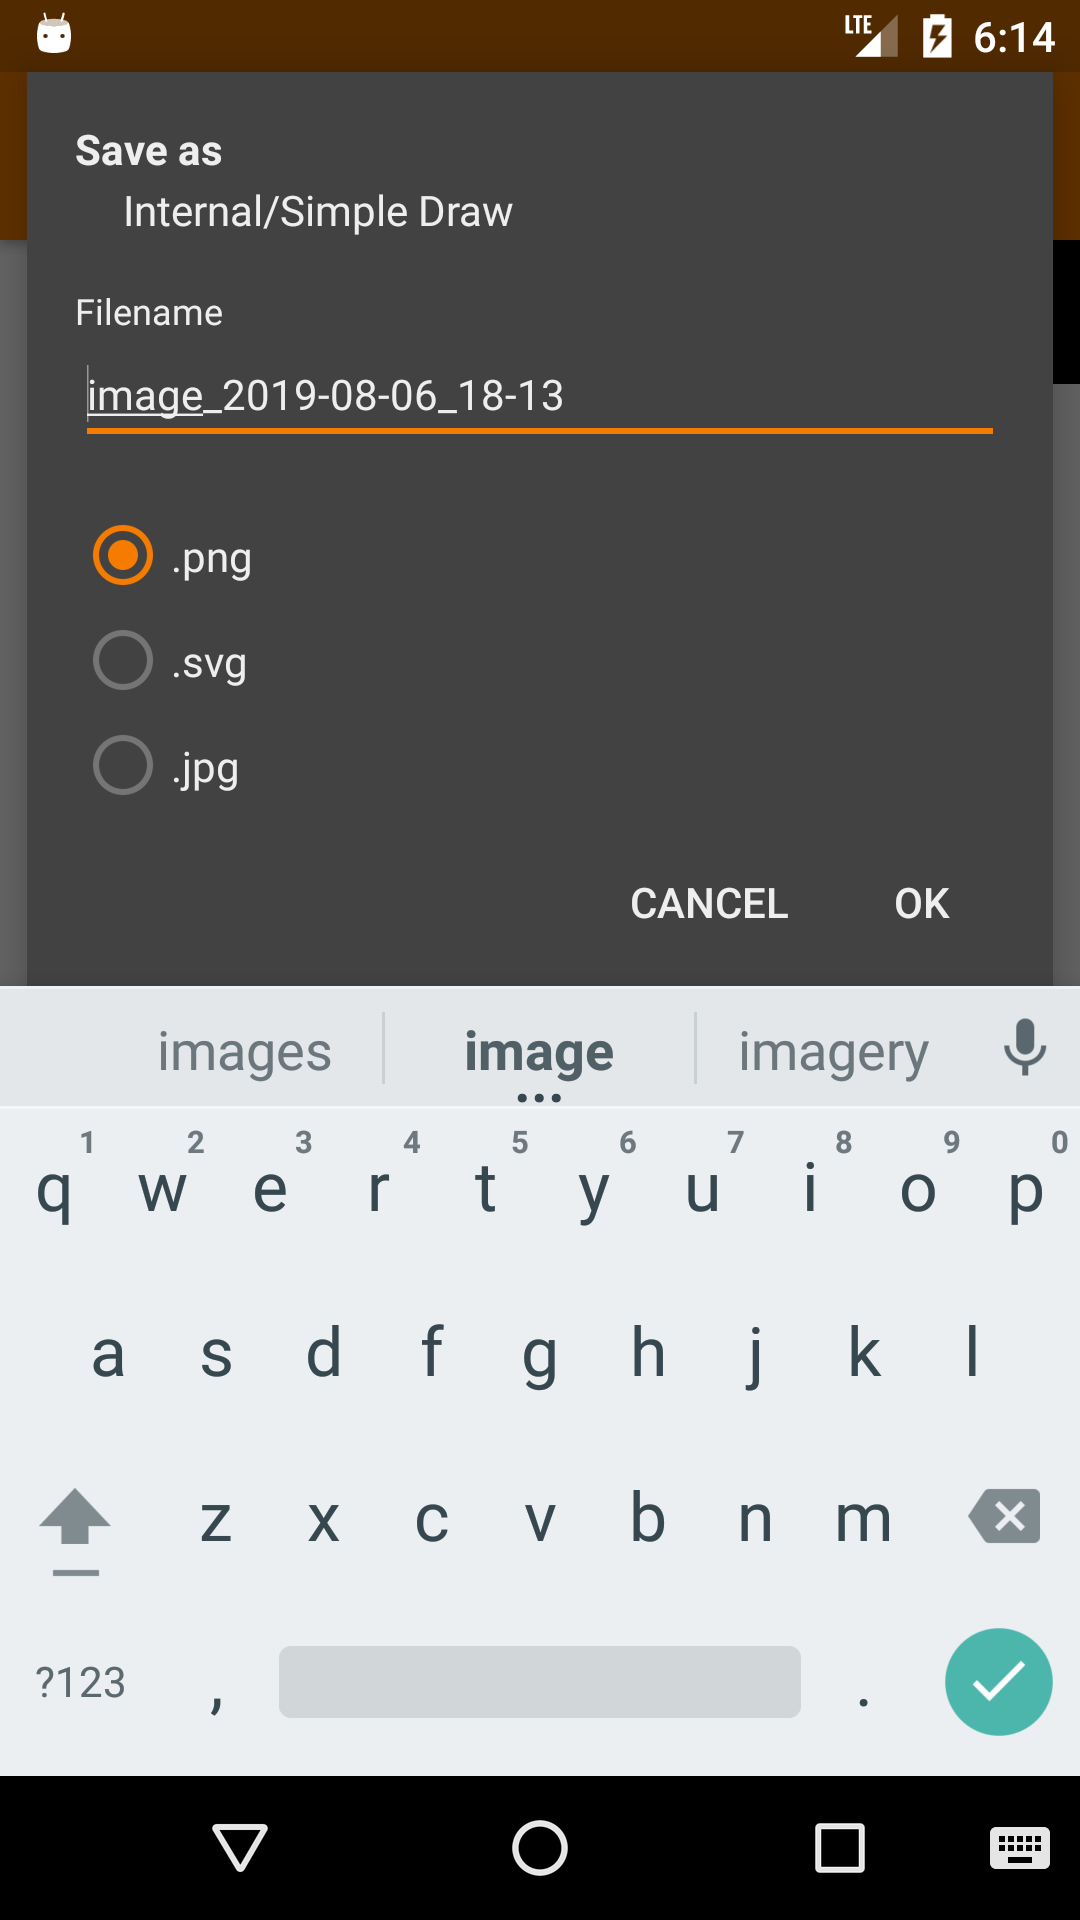 LTE 6:14
Save as
Internal/Simple Draw
Filename
image_2019-08-06_18-13
.png
.svg
.jpg
CANCEL OK
images image imagery
1 2 3 4 5 6 7 8 9 0
q w e r t y u i o p
a s d f g h j k l
z x c v b n m
?123 , .